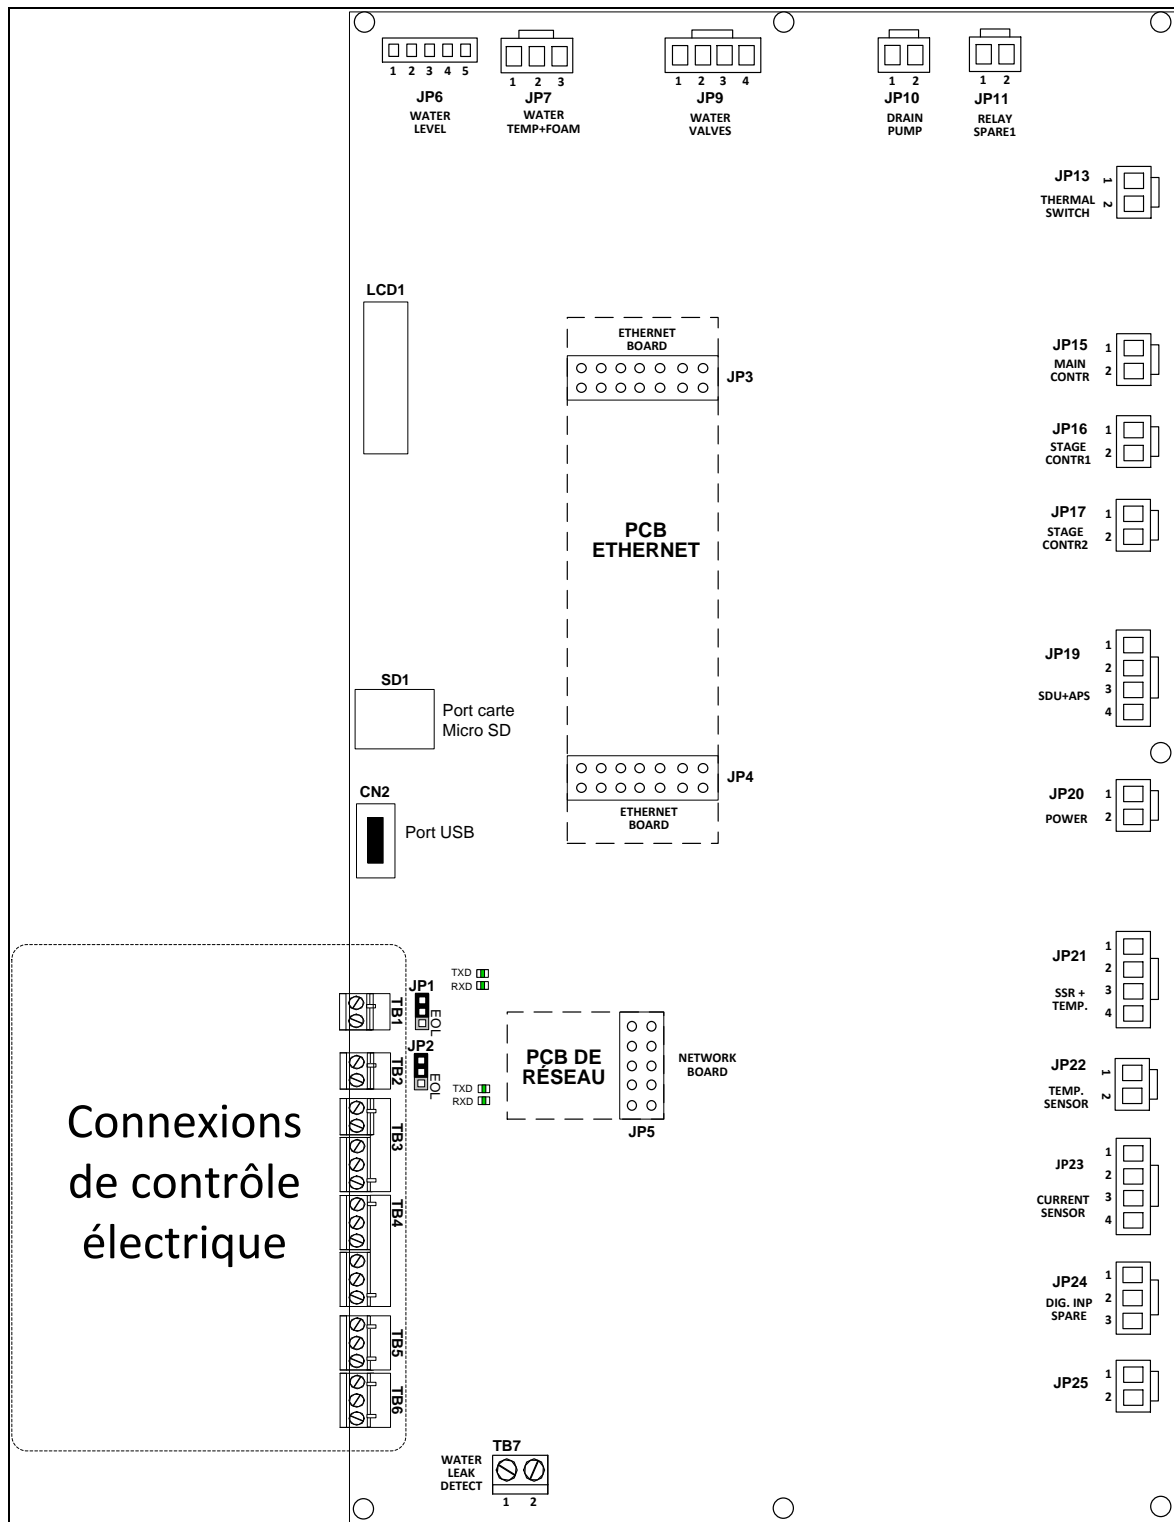 1 2 3 4 5
JP6
WATER
LEVEL
1 2 3
JP7
WATER
TEMP+FOAM
1 2 3 4
JP9
WATER
VALVES
1 2
JP10
DRAIN
PUMP
1 2
JP11
RELAY
SPARE1
JP13
THERMAL
SWITCH
1
2
LCD1
ETHERNET
BOARD
JP3
PCB
ETHERNET
JP4
ETHERNET
BOARD
JP15
MAIN
CONTR
1
2
JP16
STAGE
CONTR1
1
2
JP17
STAGE
CONTR2
1
2
JP19
SDU+APS
1
2
3
4
SD1
Port carte
Micro SD
CN2
Port USB
JP20
POWER
1
2
JP21
SSR +
TEMP.
1
2
3
4
TXD
RXD
JP1
EOL
TB1
JP2
EOL
TB2
TXD
RXD
PCB DE
RÉSEAU
NETWORK
BOARD
JP5
JP22
TEMP.
SENSOR
1
2
Connexions
de contrôle
électrique
TB3
TB4
TB5
TB6
JP23
CURRENT
SENSOR
1
2
3
4
JP24
DIG. INP
SPARE
1
2
3
JP25
1
2
TB7
WATER
LEAK
DETECT
1 2